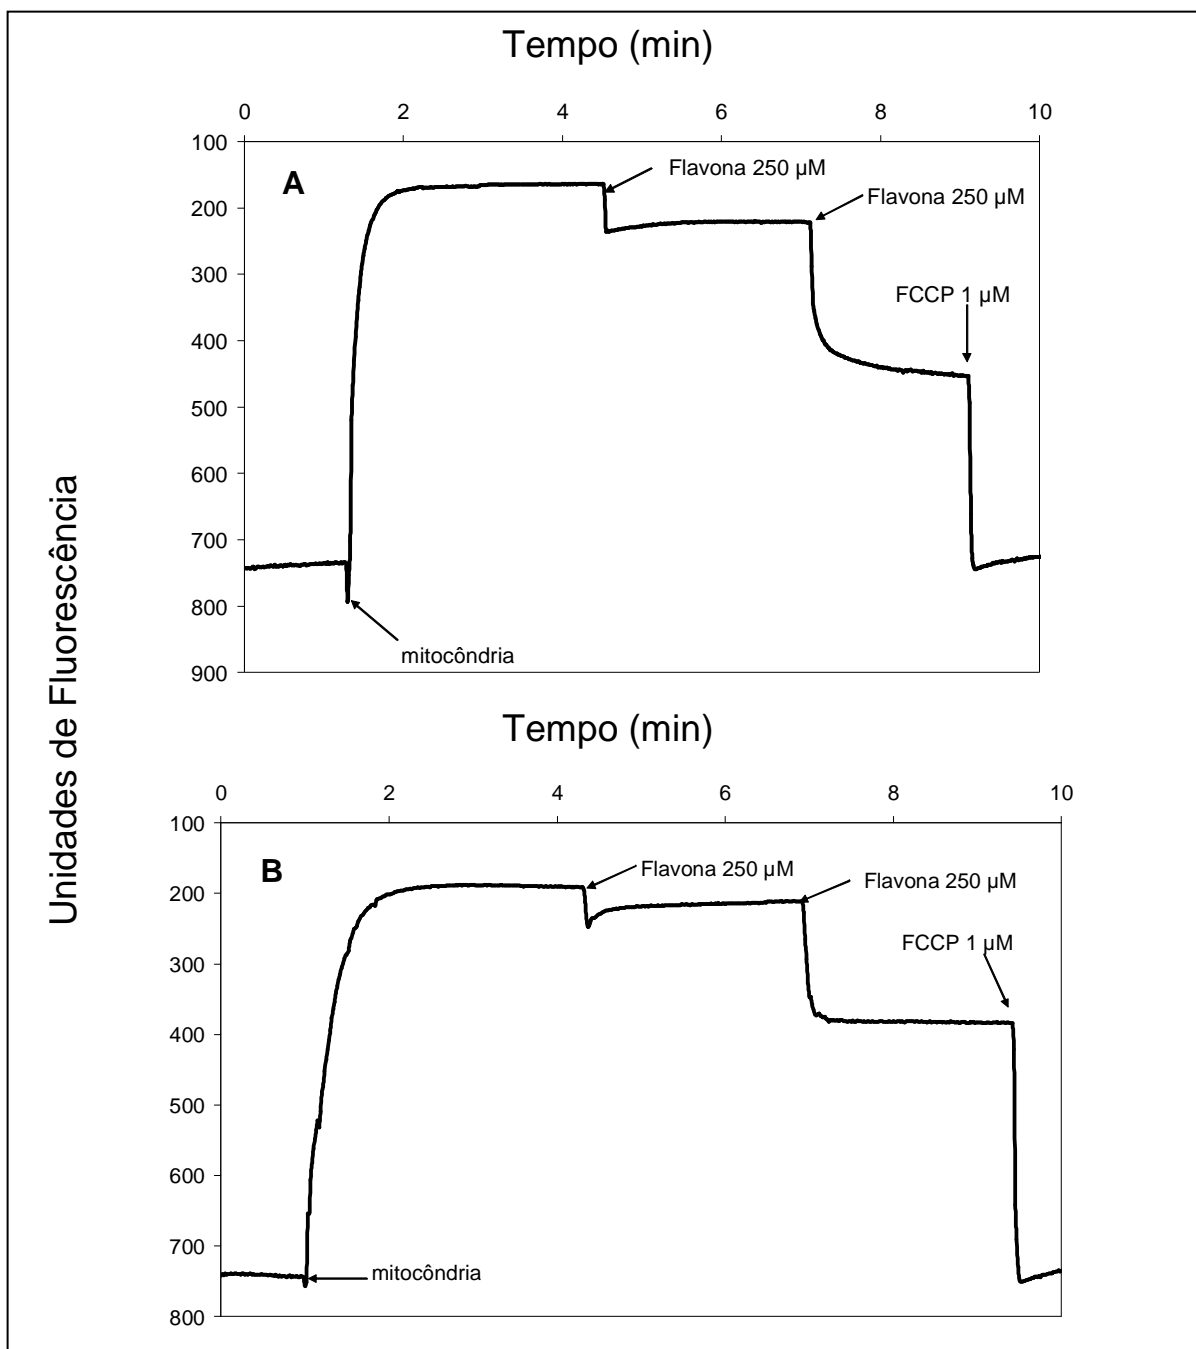 Tempo (min)
0 2 4 6 8 10
100
200
300
400
500
600
700
800
900
A
Flavona 250 µM
Flavona 250 µM
FCCP 1 µM
mitocôndria
Unidades de Fluorescência
Tempo (min)
0 2 4 6 8 10
100
200
300
400
500
600
700
800
B
Flavona 250 µM
Flavona 250 µM
FCCP 1 µM
mitocôndria